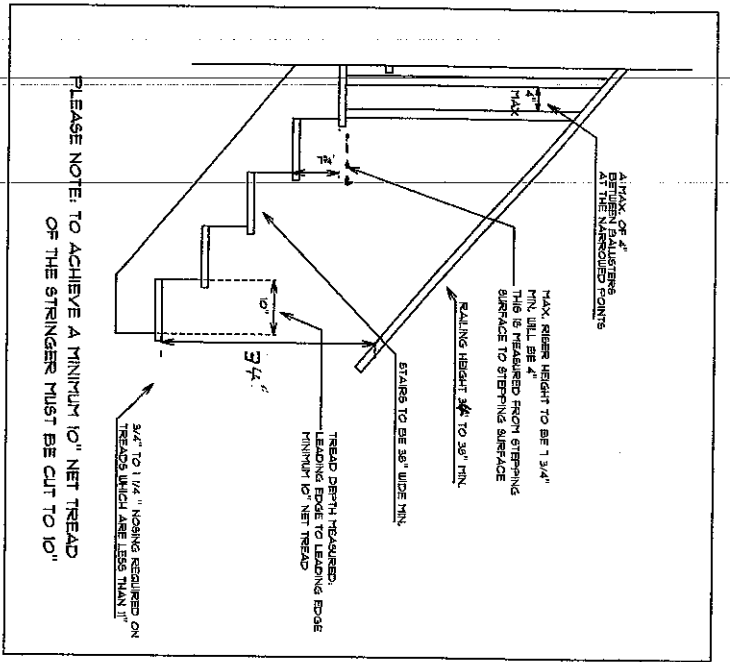 A MAX. OF 4"
BETWEEN BALUSTERS
AT THE NARROWED POINTS
4"
MAX
MAX. RISER HEIGHT TO BE 7 3/4"
MIN. WILL BE 4"
THIS IS MEASURED FROM STEPPING
SURFACE TO STEPPING SURFACE
RAILING HEIGHT 34" TO 38" MIN.
STAIRS TO BE 36" WIDE MIN.
10"
34"
TREAD DEPTH MEASURED:
LEADING EDGE TO LEADING EDGE
MINIMUM 10" NET TREAD
3/4" TO 1 1/4" NOSING REQUIRED ON
TREADS WHICH ARE LESS THAN 11"
PLEASE NOTE: TO ACHIEVE A MINIMUM 10" NET TREAD
OF THE STRINGER MUST BE CUT TO 10"